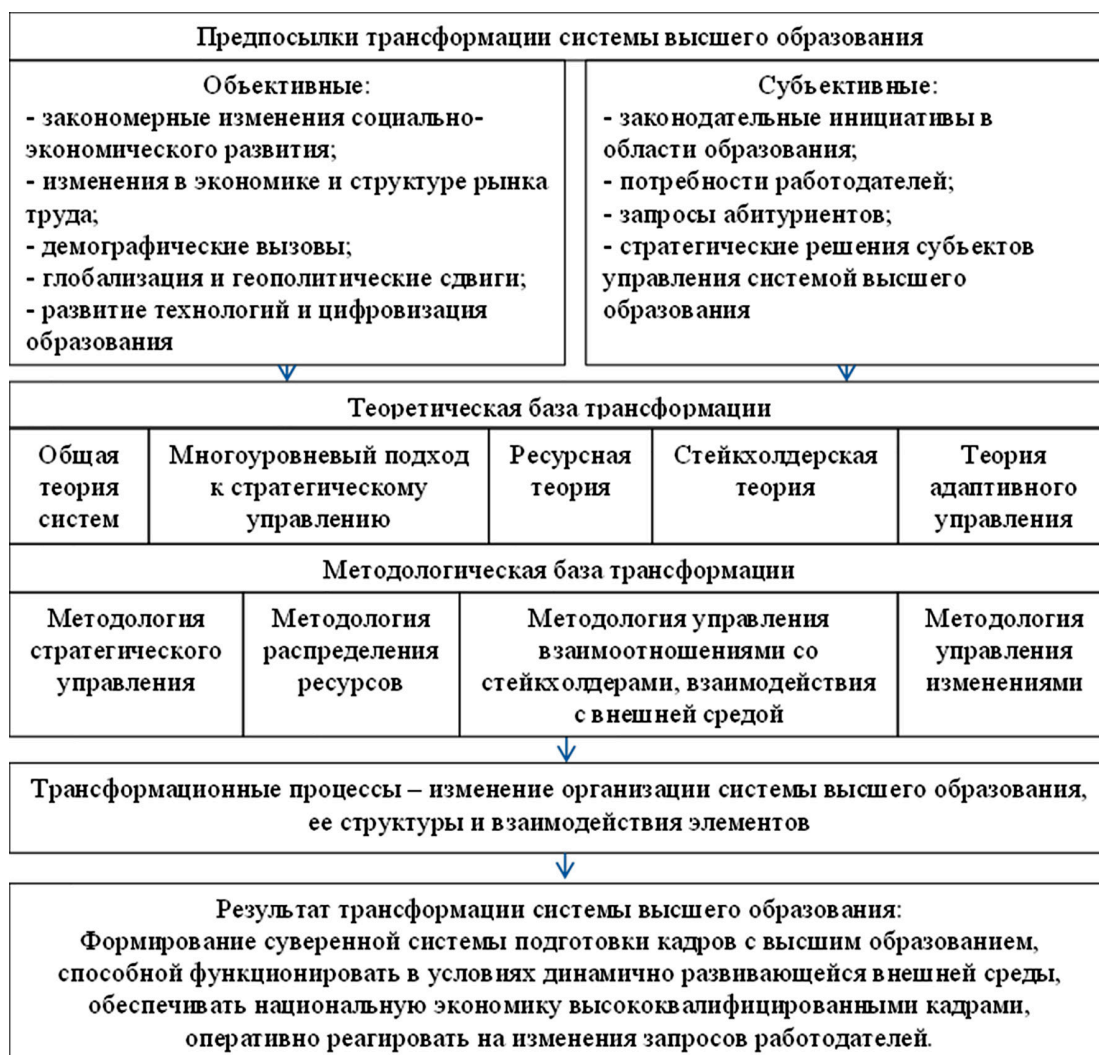 Предпосылки трансформации системы высшего образования
Объективные:
- закономерные изменения социально-
экономического развития;
- изменения в экономике и структуре рынка
труда;
- демографические вызовы;
- глобализация и геополитические сдвиги;
- развитие технологий и цифровизация
образования
Субъективные:
- законодательные инициативы в
области образования;
- потребности работодателей;
- запросы абитуриентов;
- стратегические решения субъектов
управления системой высшего
образования
Теоретическая база трансформации
Общая
теория
систем
Многоуровневый подход
к стратегическому
управлению
Ресурсная
теория
Стейкхолдерская
теория
Теория
адаптивного
управления
Методологическая база трансформации
Методология
стратегического
управления
Методология
распределения
ресурсов
Методология управления
взаимоотношениями со
стейкхолдерами, взаимодействия
с внешней средой
Методология
управления
изменениями
Трансформационные процессы – изменение организации системы высшего образования,
ее структуры и взаимодействия элементов
Результат трансформации системы высшего образования:
Формирование суверенной системы подготовки кадров с высшим образованием,
способной функционировать в условиях динамично развивающейся внешней среды,
обеспечивать национальную экономику высококвалифицированными кадрами,
оперативно реагировать на изменения запросов работодателей.